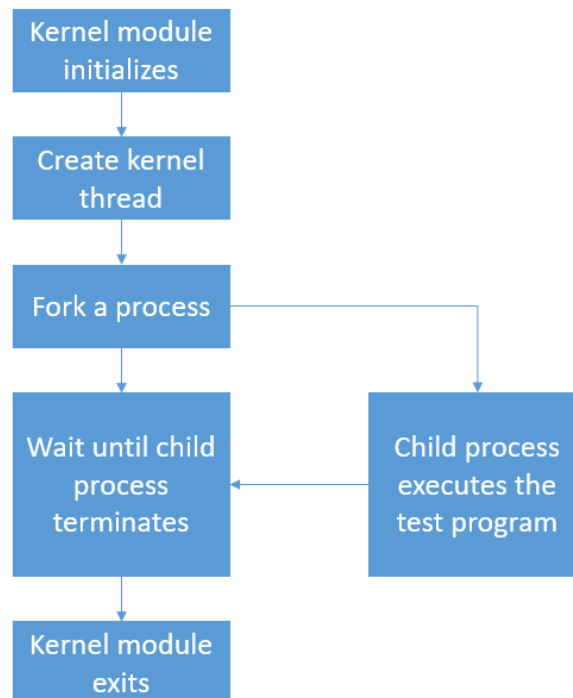 Kernel module
initializes
Create kernel
thread
Fork a process
Wait until child
process
terminates
Child process
executes the
test program
Kernel module
exits